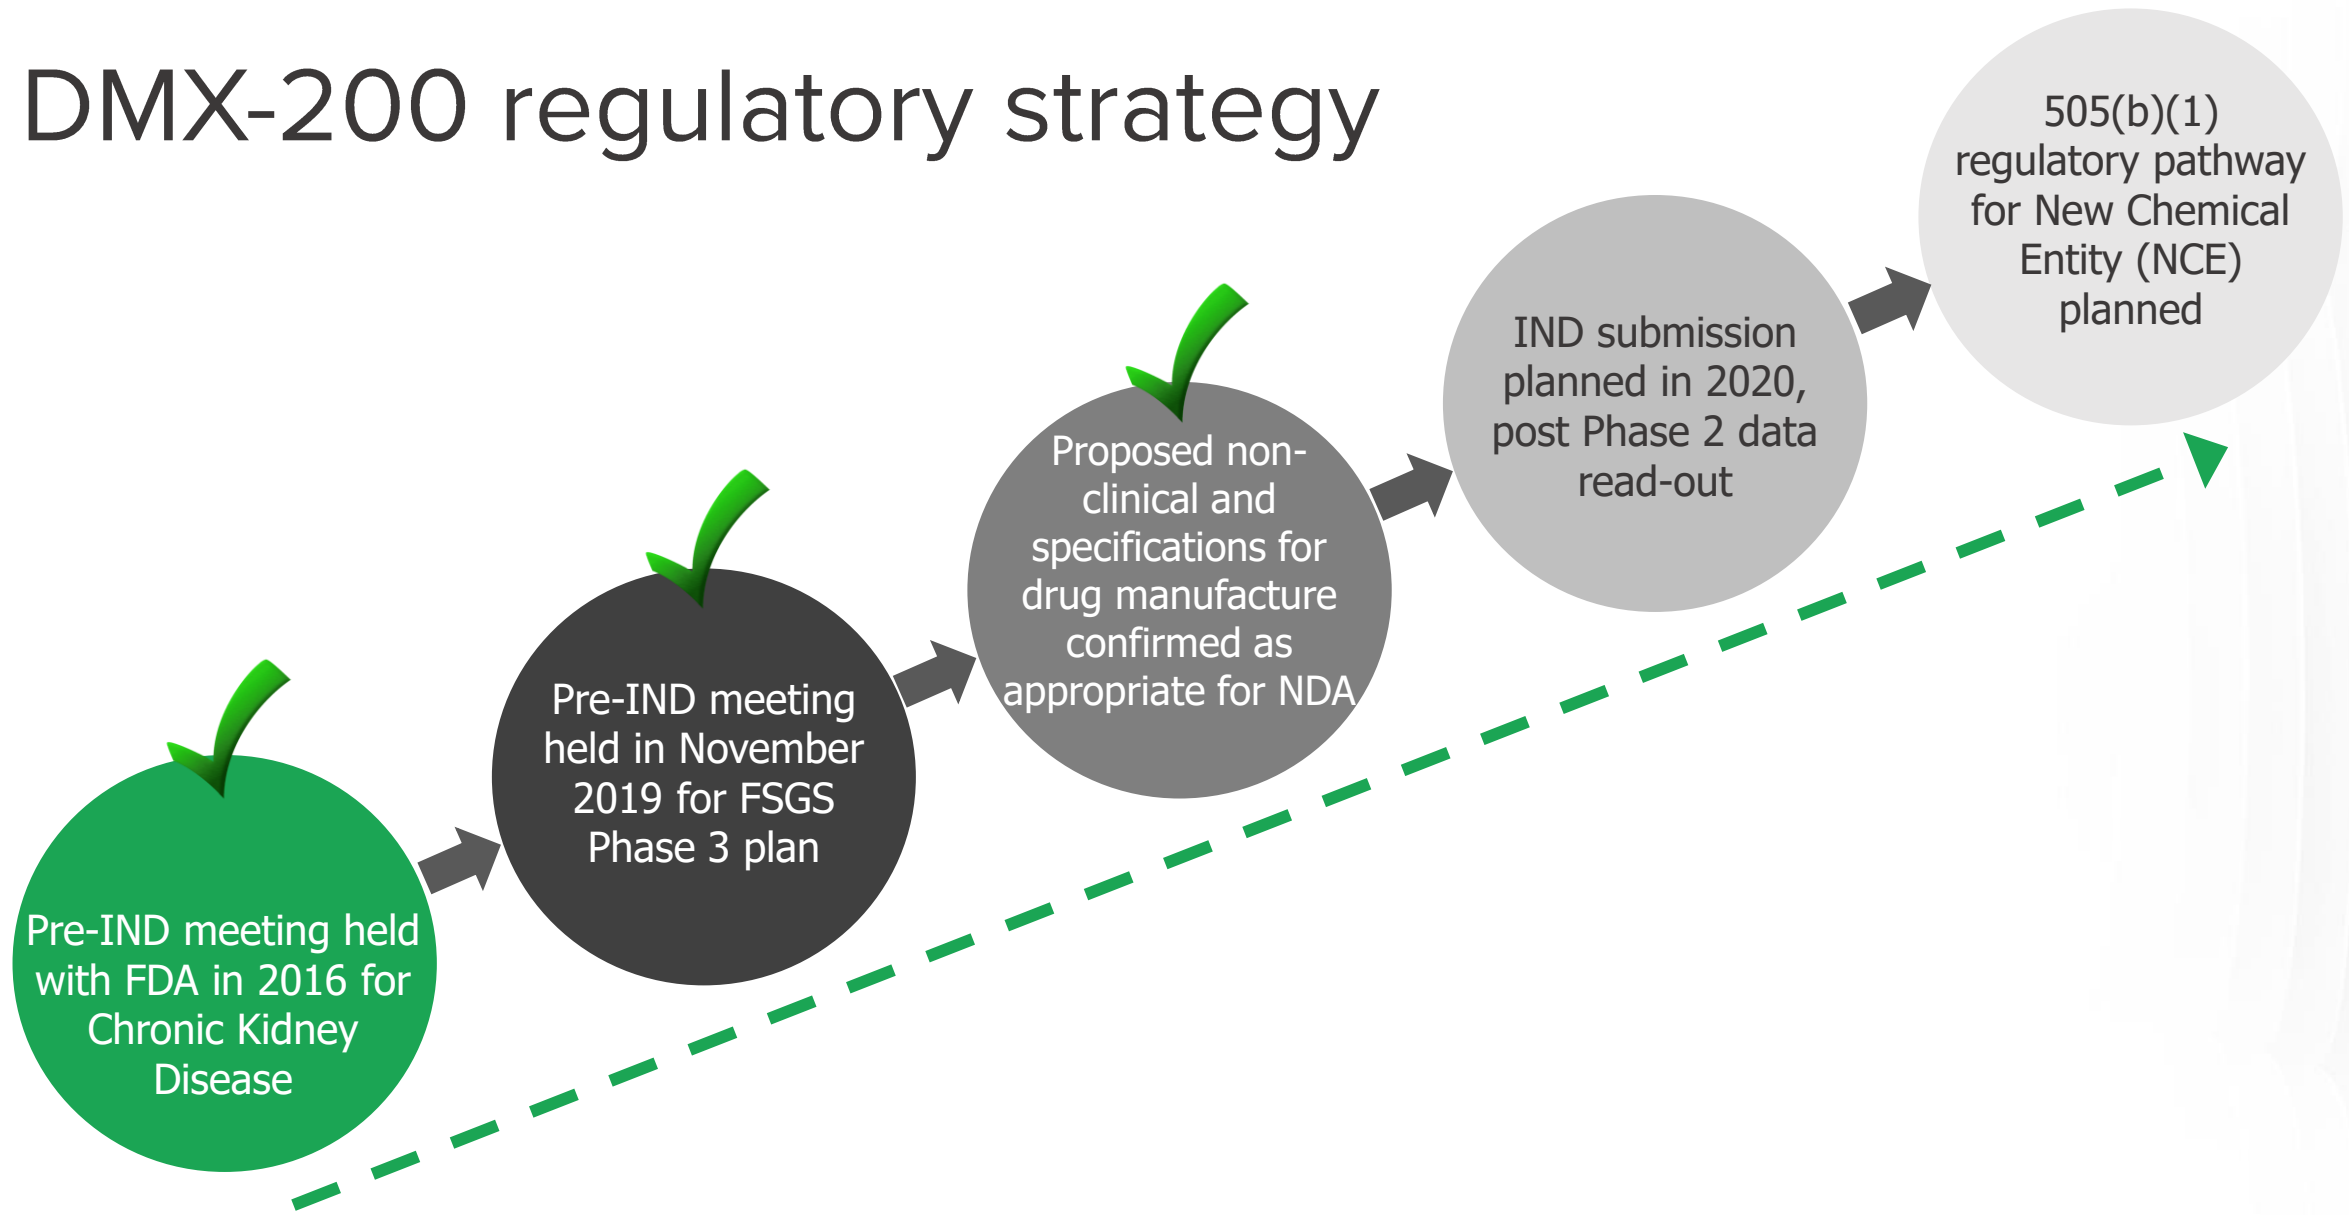 DMX-200 regulatory strategy
Pre-IND meeting held
with FDA in 2016 for
Chronic Kidney
Disease
Pre-IND meeting
held in November
2019 for FSGS
Phase 3 plan
Proposed non-
clinical and
specifications for
drug manufacture
confirmed as
appropriate for NDA
IND submission
planned in 2020,
post Phase 2 data
read-out
505(b)(1)
regulatory pathway
for New Chemical
Entity (NCE)
planned